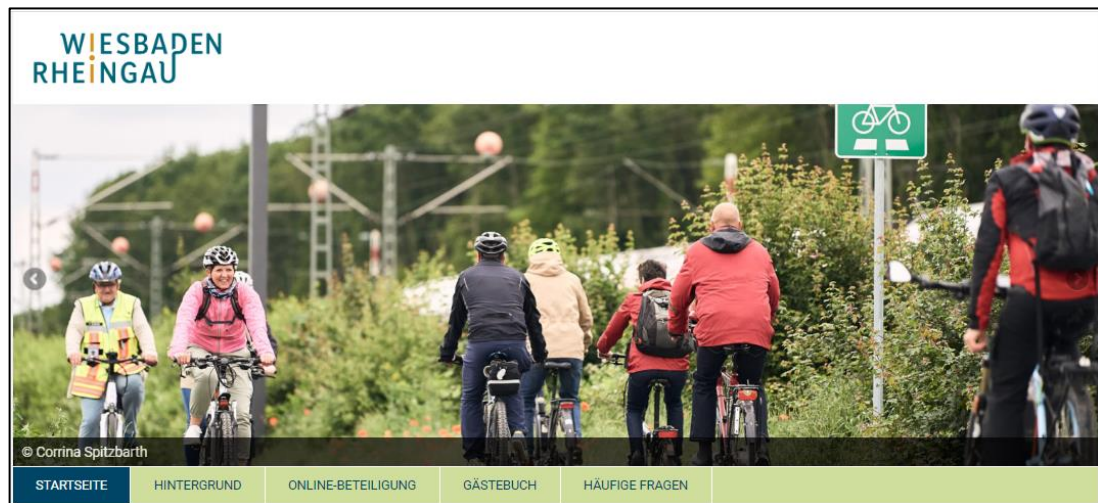 WIESBADEN
RHEINGAU
© Corrina Spitzbarth
STARTSEITE HINTERGRUND ONLINE-BETEILIGUNG GÄSTEBUCH HÄUFIGE FRAGEN